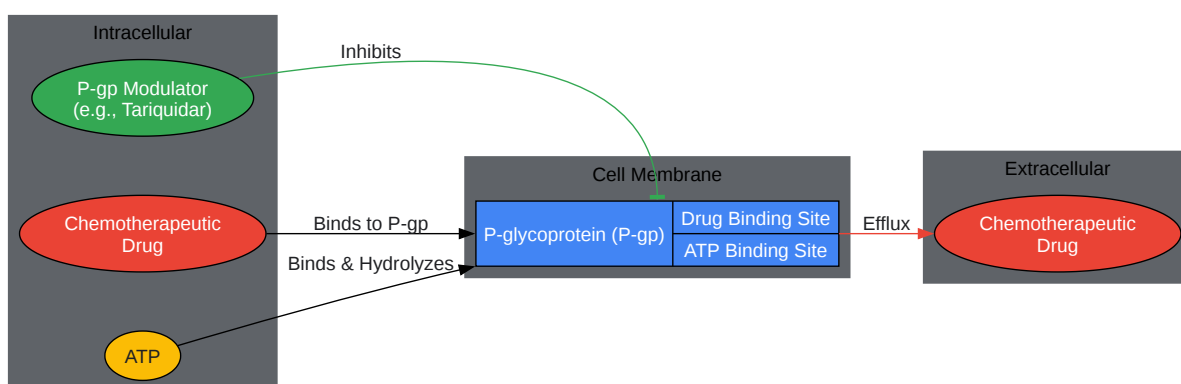 Intracellular
P-gp Modulator
(e.g., Tariquidar)
Inhibits
Chemotherapeutic
Drug
Binds to P-gp
Binds & Hydrolyzes
ATP
Cell Membrane
P-glycoprotein (P-gp)
Drug Binding Site
ATP Binding Site
Efflux
Extracellular
Chemotherapeutic
Drug